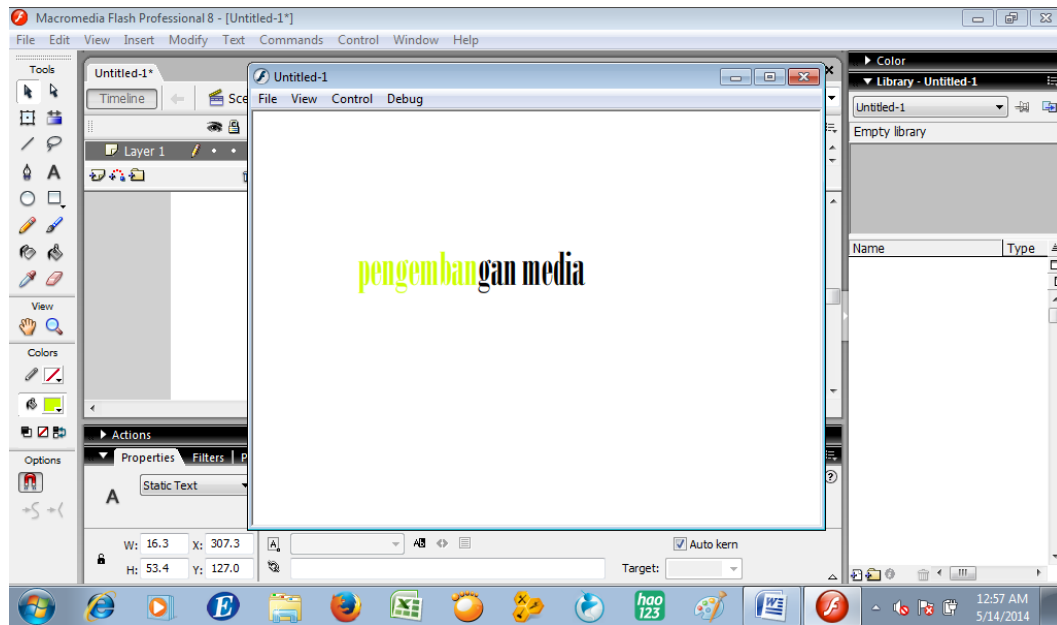 Macromedia Flash Professional 8 - [Untitled-1*]
File Edit View Insert Modify Text Commands Control Window Help
Tools
View
Colors
Options
Untitled-1*
Timeline
Sce
Layer 1
Untitled-1
File View Control Debug
pengembangan media
Actions
Properties Filters P
A Static Text
W: 16.3 X: 307.3
H: 53.4 Y: 127.0
Auto kern
Target:
Color
Library - Untitled-1
Untitled-1
Empty library
Name Type
hao
123
12:57 AM
5/14/2014